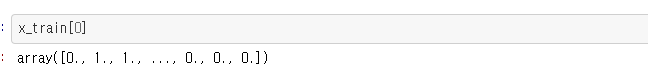 x_train[0]
array([0., 1., 1., ..., 0., 0., 0.])